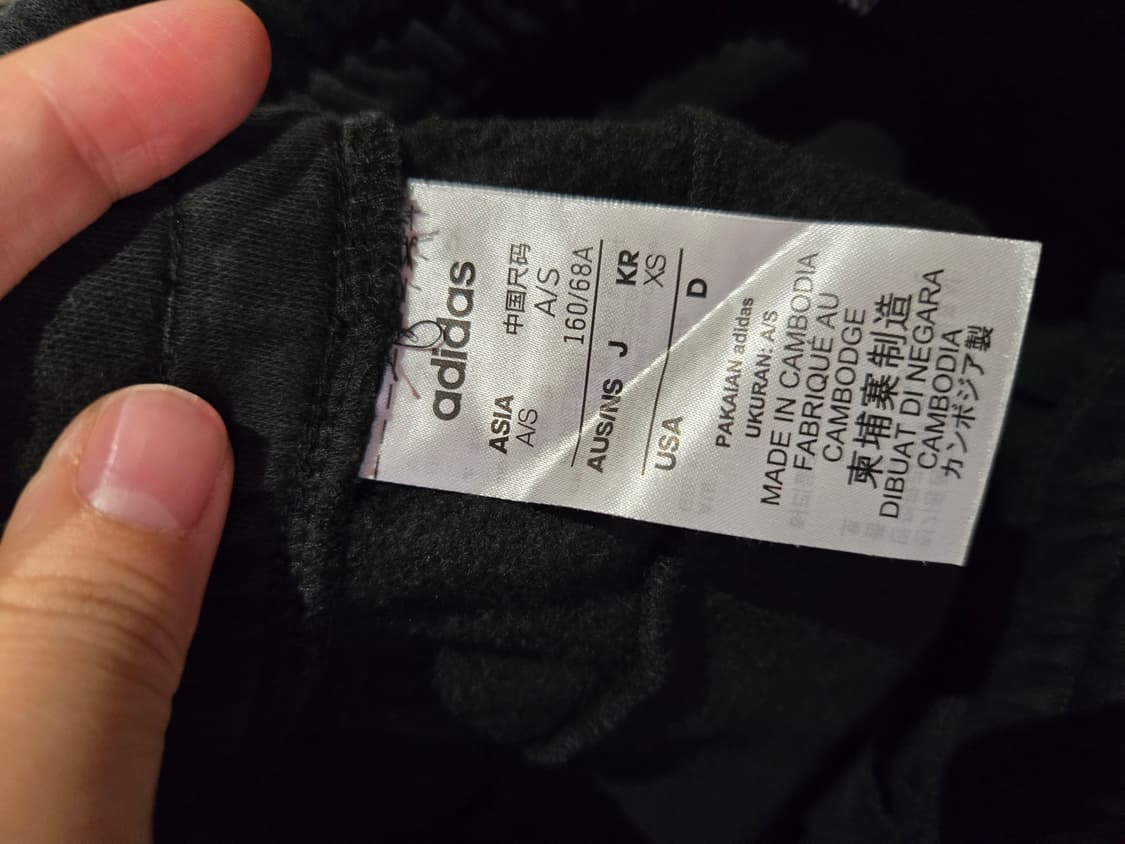 adidas
ASIA 中国尺码
A/S A/S
160/68A
AUS/NS J KR
XS
USA D
PAKAIAN adidas
UKURAN: A/S
MADE IN CAMBODIA
FABRIQUÉ AU
CAMBODGE
柬埔寨制造
DIBUAT DI NEGARA
CAMBODIA
カンボジア製